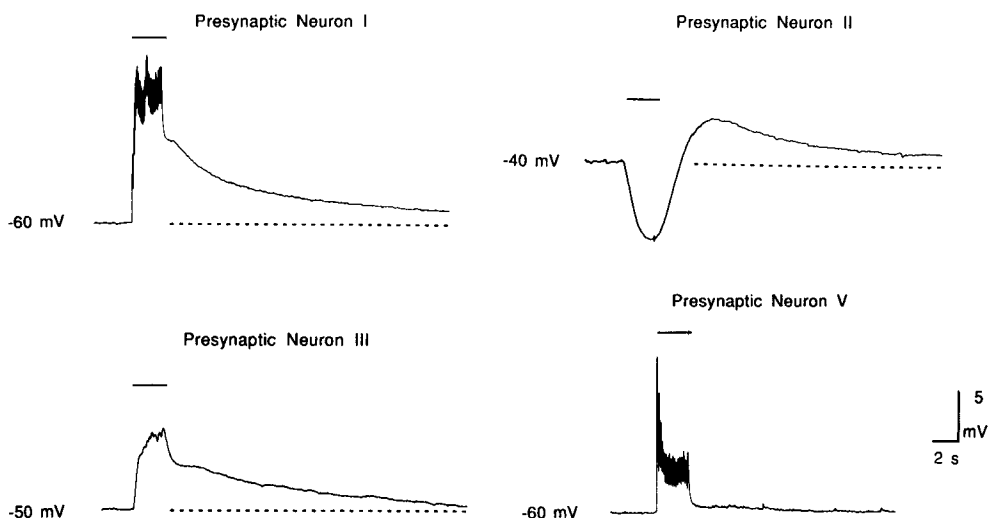 Presynaptic Neuron I
Presynaptic Neuron II
-40 mV
-60 mV
Presynaptic Neuron III
Presynaptic Neuron V
5
mV
2 s
-50 mV
-60 mV